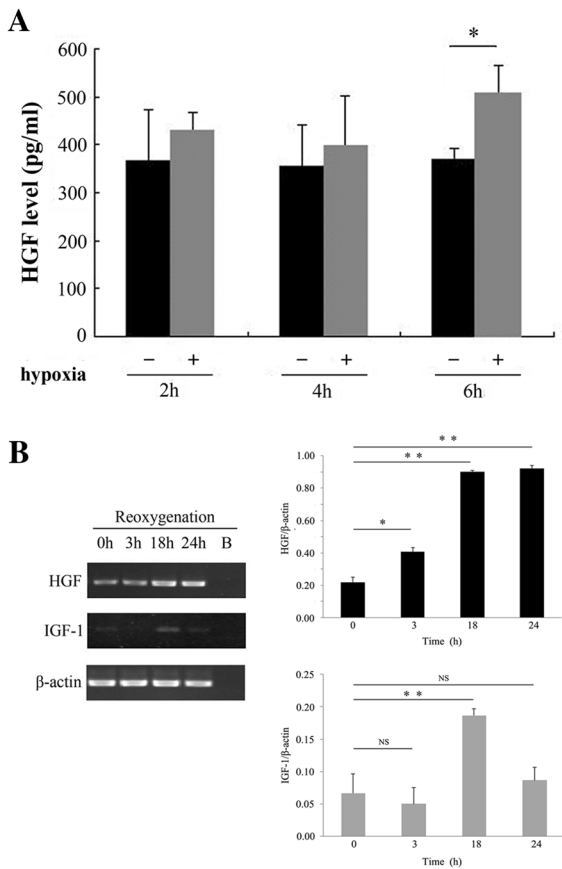 A
HGF level (pg/ml)
600
500
400
300
200
100
0
*
hypoxia
− + − + − +
2h 4h 6h
B
Reoxygenation
0h 3h 18h 24h B
HGF
IGF-1
β-actin
HGF/β-actin
1.00
0.80
0.60
0.40
0.20
0.00
* *
* *
*
0 3 18 24
Time (h)
IGF-1/β-actin
0.25
0.20
0.15
0.10
0.05
0.00
NS
* *
NS
0 3 18 24
Time (h)